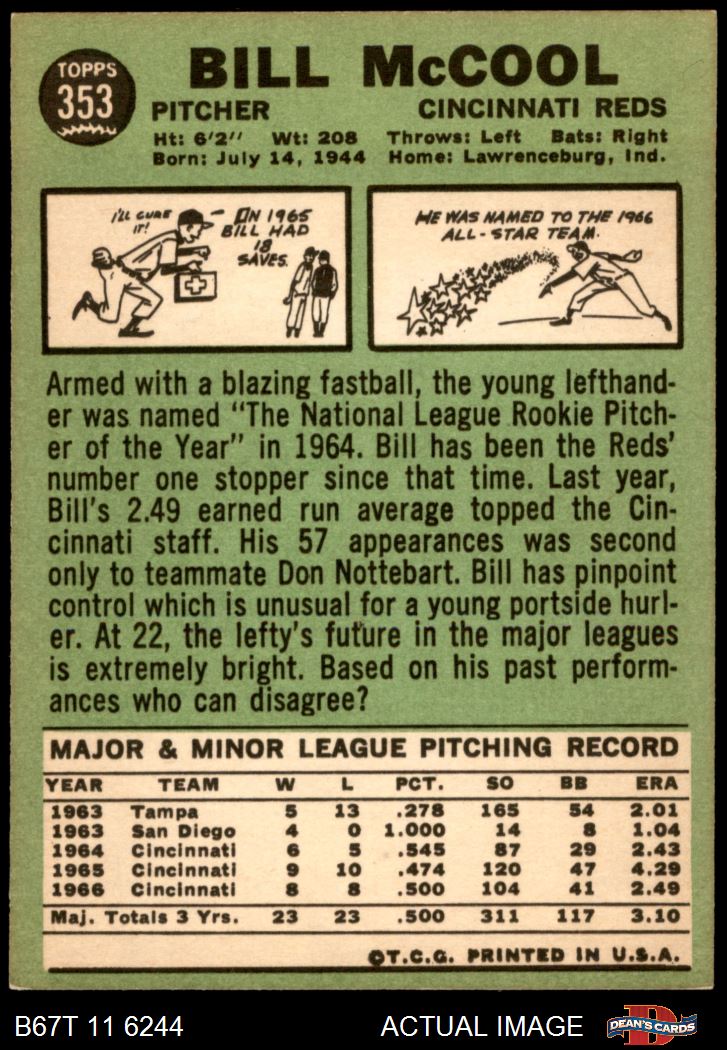 TOPPS
353
BILL McCOOL
PITCHER CINCINNATI REDS
Ht: 6'2" Wt: 208 Throws: Left Bats: Right
Born: July 14, 1944 Home: Lawrenceburg, Ind.
I'LL CURE
IT!
IN 1965
BILL HAD
18
SAVES.
HE WAS NAMED TO THE 1966
ALL-STAR TEAM.
Armed with a blazing fastball, the young lefthand-
er was named "The National League Rookie Pitch-
er of the Year" in 1964. Bill has been the Reds'
number one stopper since that time. Last year,
Bill's 2.49 earned run average topped the Cin-
cinnati staff. His 57 appearances was second
only to teammate Don Nottebart. Bill has pinpoint
control which is unusual for a young portside hurl-
er. At 22, the lefty's future in the major leagues
is extremely bright. Based on his past perform-
ances who can disagree?
MAJOR & MINOR LEAGUE PITCHING RECORD
YEAR TEAM W L PCT. SO BB ERA
1963 Tampa 5 13 .278 165 54 2.01
1963 San Diego 4 0 1.000 14 8 1.04
1964 Cincinnati 6 5 .545 87 29 2.43
1965 Cincinnati 9 10 .474 120 47 4.29
1966 Cincinnati 8 8 .500 104 41 2.49
Maj. Totals 3 Yrs. 23 23 .500 311 117 3.10
©T.C.G. PRINTED IN U.S.A.
B67T 11 6244 ACTUAL IMAGE
DEAN'S CARDS